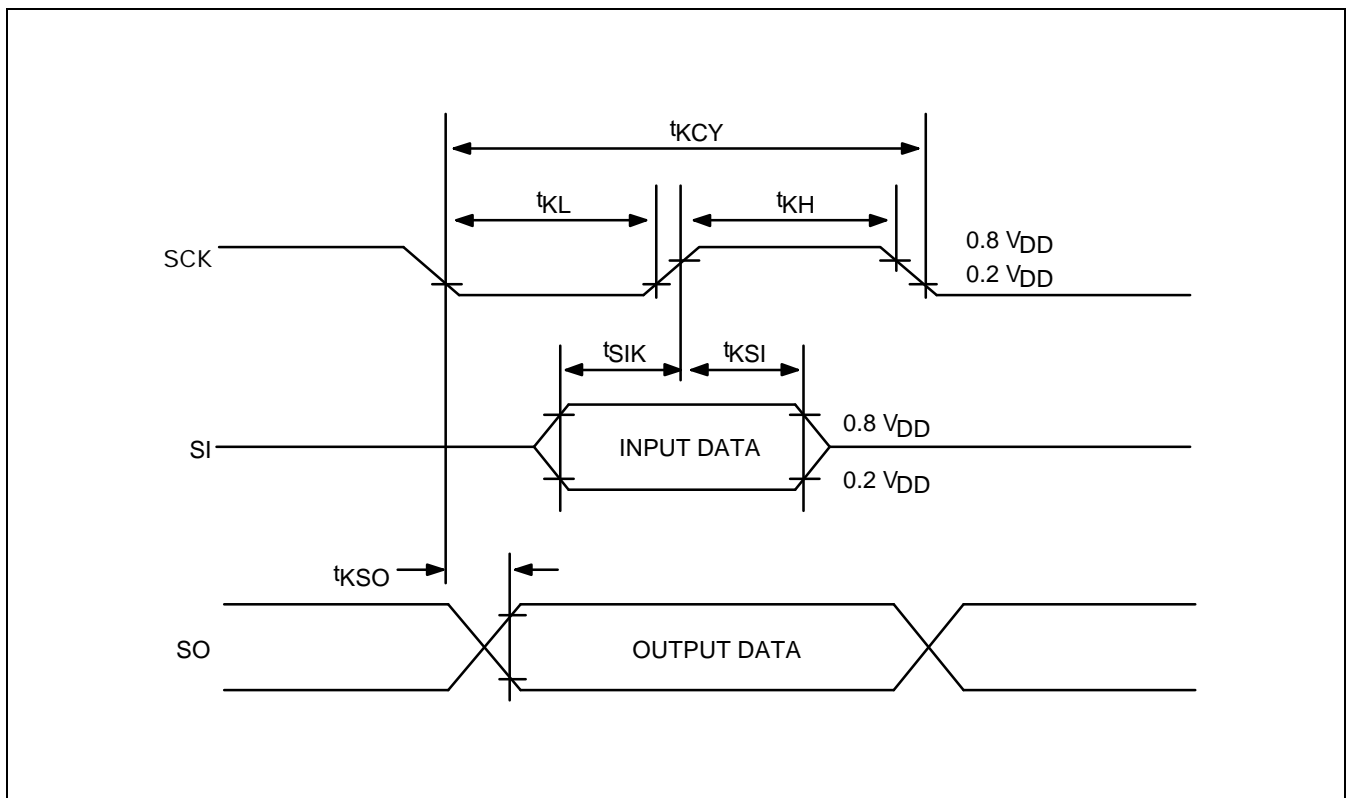 tKCY
tKL
tKH
SCK
0.8 VDD
0.2 VDD
tSIK
tKSI
SI
INPUT DATA
0.8 VDD
0.2 VDD
tKSO
SO
OUTPUT DATA